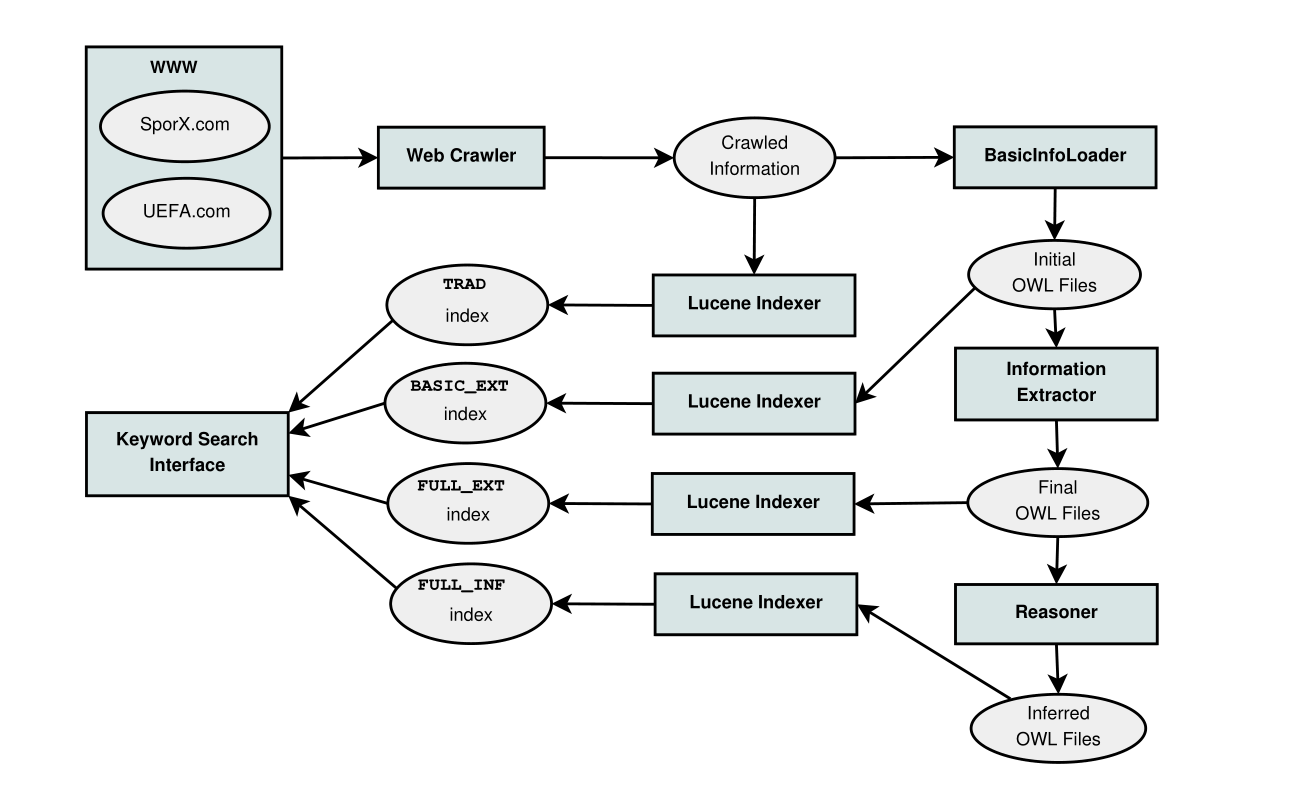 WWW
SporX.com
UEFA.com
Web Crawler
Crawled
Information
BasicInfoLoader
Initial
OWL Files
TRAD
index
Lucene Indexer
BASIC_EXT
index
Lucene Indexer
Information
Extractor
Keyword Search
Interface
FULL_EXT
index
Lucene Indexer
Final
OWL Files
FULL_INF
index
Lucene Indexer
Reasoner
Inferred
OWL Files